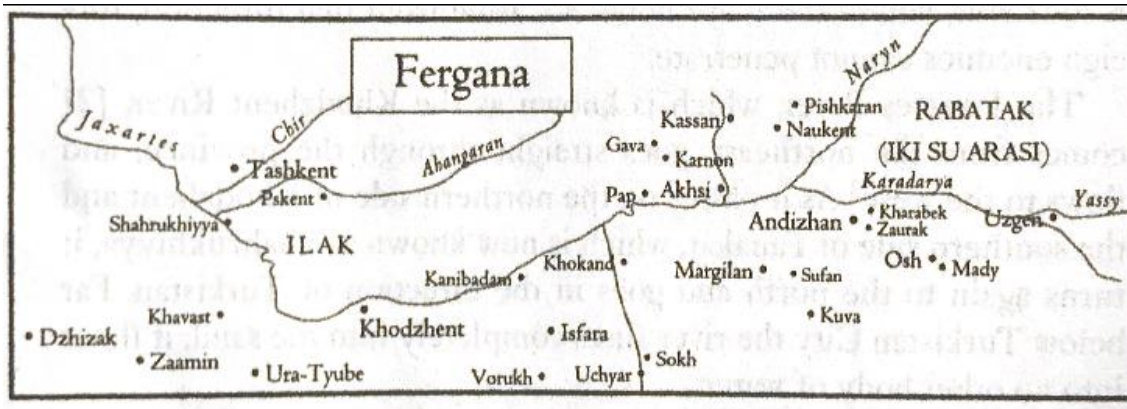 Fergana
Jaxartes
Chir
Tashkent
Ahangaran
Pskent
Shahrukhiyya
ILAK
Naryn
Pishkaran
Kassan
Naukent
RABATAK
(IKI SU ARASI)
Gava
Karnon
Pap
Akhsi
Karadarya
Yassy
Andizhan
Kharabek
Zaurak
Uzgen
Kanibadam
Khokand
Margilan
Sufan
Osh
Mady
Khavast
Khodzhent
Isfara
Kuva
Dzhizak
Zaamin
Ura-Tyube
Vorukh
Uchyar
Sokh